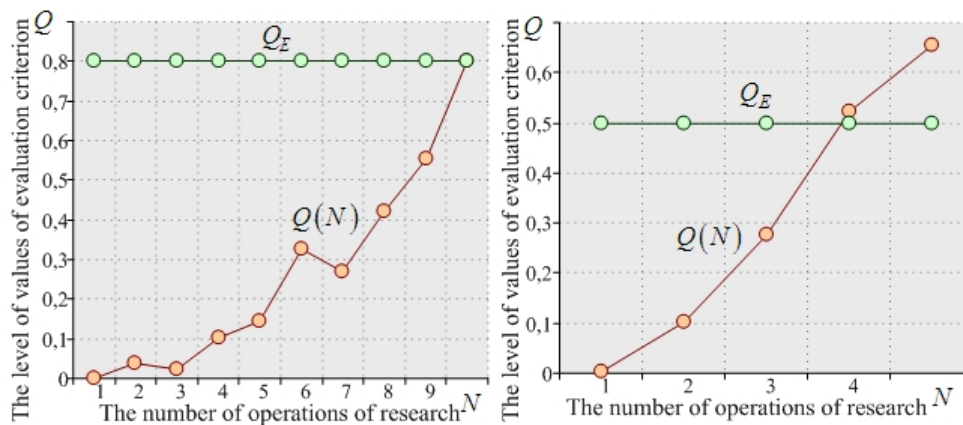 The level of values of evaluation criterion
Q
0,8
0,7
0,6
0,5
0,4
0,3
0,2
0,1
0
Q_E
Q(N)
1 2 3 4 5 6 7 8 9
The number of operations of research N
The level of values of evaluation criterion
Q
0,6
0,5
0,4
0,3
0,2
0,1
0
Q_E
Q(N)
1 2 3 4
The number of operations of research N